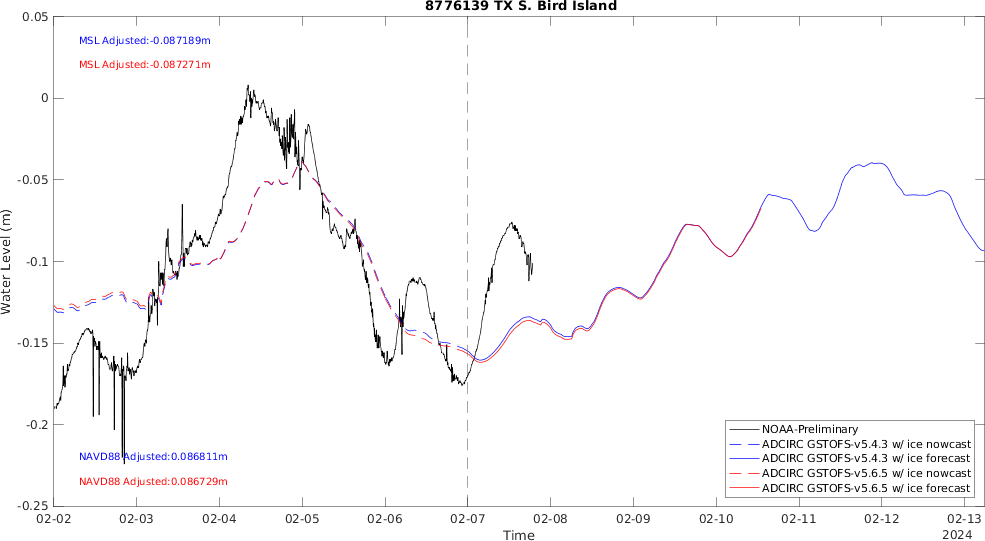 8776139 TX S. Bird Island
0.05
0
-0.05
-0.1
-0.15
-0.2
-0.25
Water Level (m)
MSL Adjusted:-0.087189m
MSL Adjusted:-0.087271m
NAVD88 Adjusted:0.086811m
NAVD88 Adjusted:0.086729m
NOAA-Preliminary
ADCIRC GSTOFS-v5.4.3 w/ ice nowcast
ADCIRC GSTOFS-v5.4.3 w/ ice forecast
ADCIRC GSTOFS-v5.6.5 w/ ice nowcast
ADCIRC GSTOFS-v5.6.5 w/ ice forecast
02-02 02-03 02-04 02-05 02-06 02-07 02-08 02-09 02-10 02-11 02-12 02-13
Time
2024